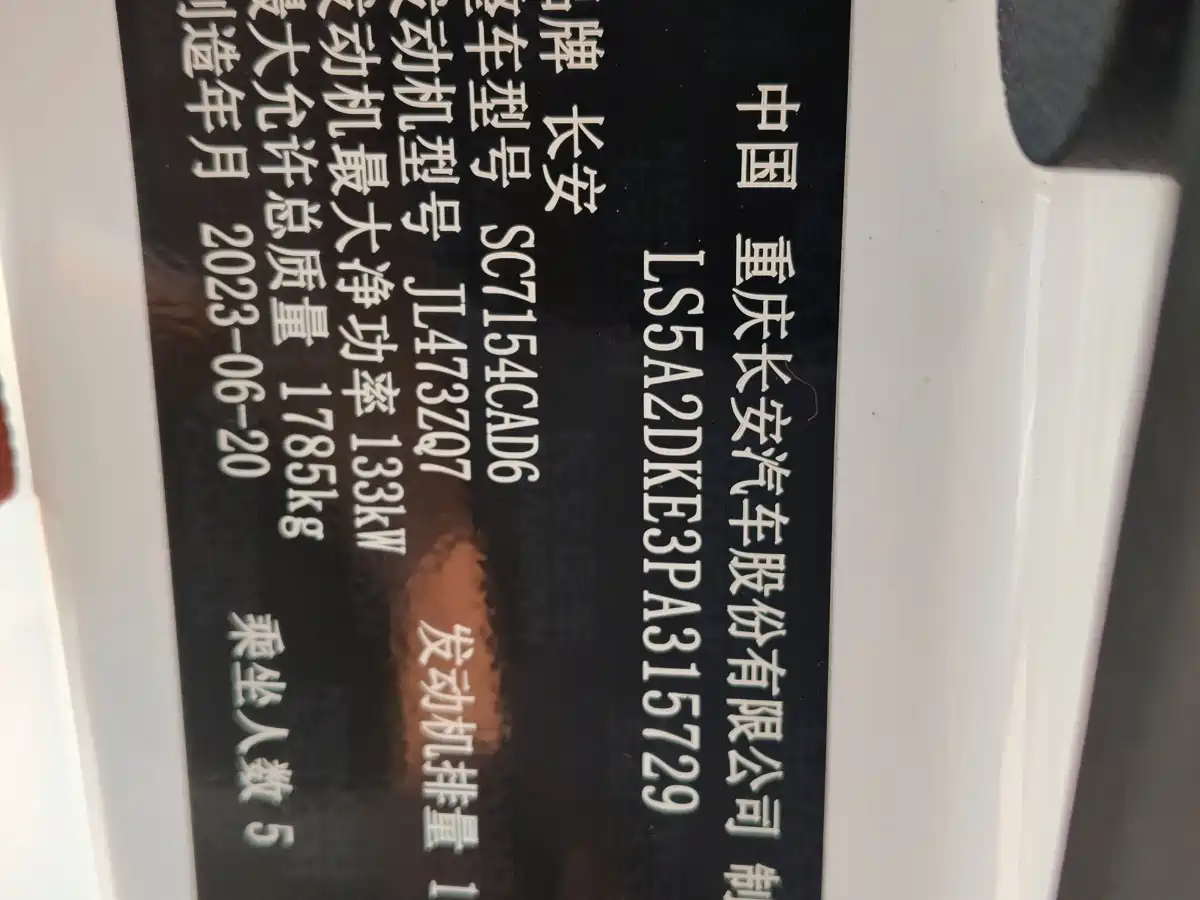 中国 重庆长安汽车股份有限公司 制
LS5A2DKE3PA315729
品牌 长安
整车型号 SC7154CAD6
发动机型号 JL473ZQ7 发动机排量 1
发动机最大净功率 133kW
最大允许总质量 1785kg
制造年月 2023-06-20 乘坐人数 5